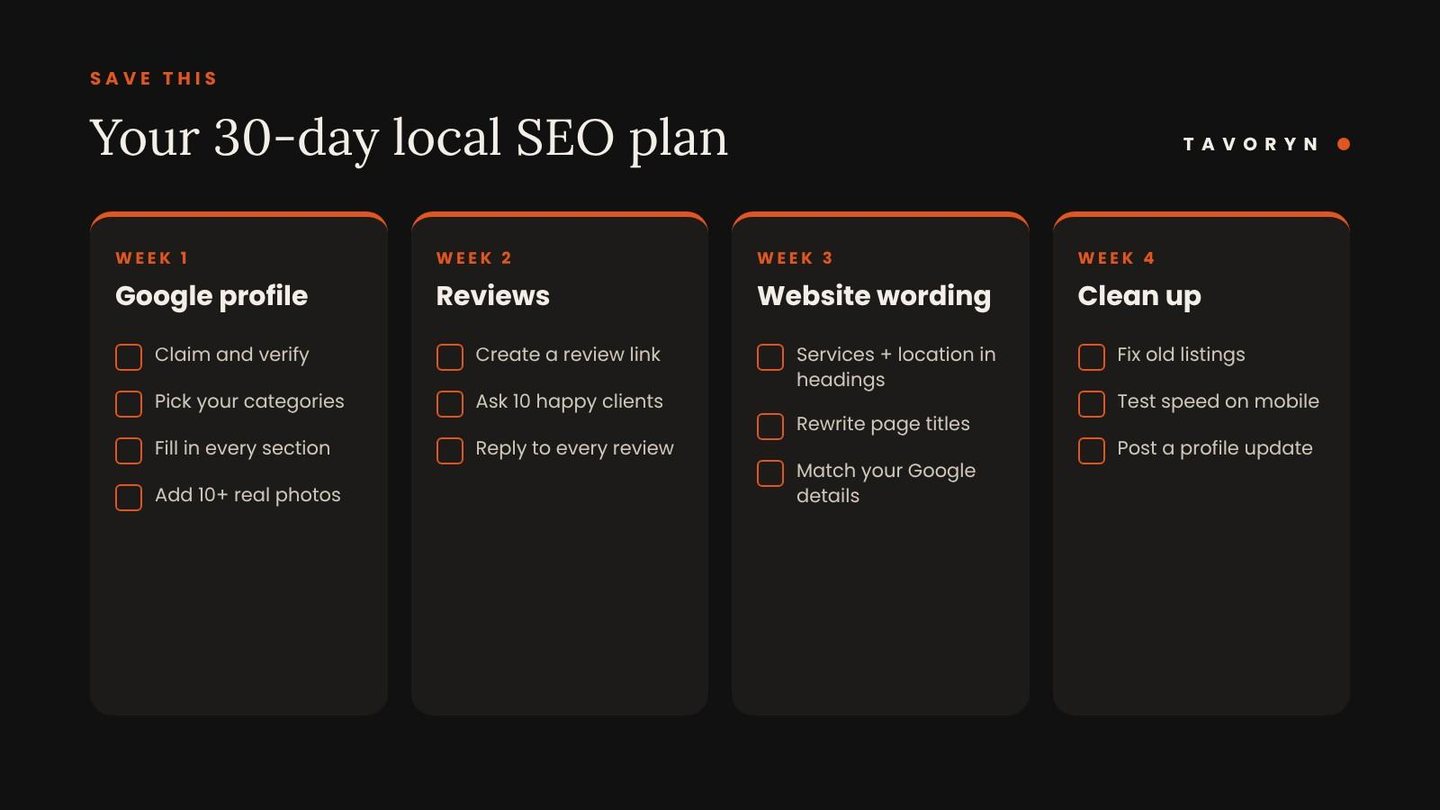 SAVE THIS
Your 30-day local SEO plan
TAVORYN
WEEK 1
Google profile
Claim and verify
Pick your categories
Fill in every section
Add 10+ real photos
WEEK 2
Reviews
Create a review link
Ask 10 happy clients
Reply to every review
WEEK 3
Website wording
Services + location in
headings
Rewrite page titles
Match your Google
details
WEEK 4
Clean up
Fix old listings
Test speed on mobile
Post a profile update